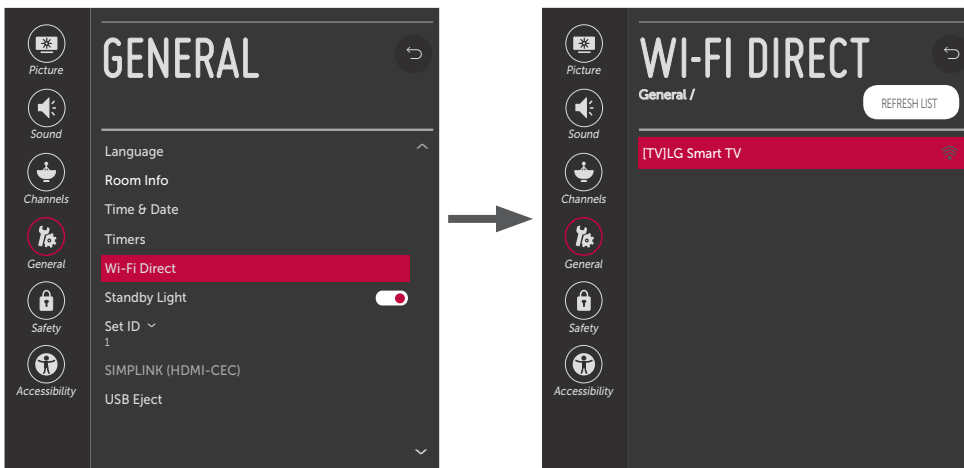 GENERAL
Picture
Sound
Channels
General
Safety
Accessibility
Language
Room Info
Time & Date
Timers
Wi-Fi Direct
Standby Light
Set ID
1
SIMPLINK (HDMI-CEC)
USB Eject
WI-FI DIRECT
General /
REFRESH LIST
Picture
Sound
Channels
General
Safety
Accessibility
[TV]LG Smart TV